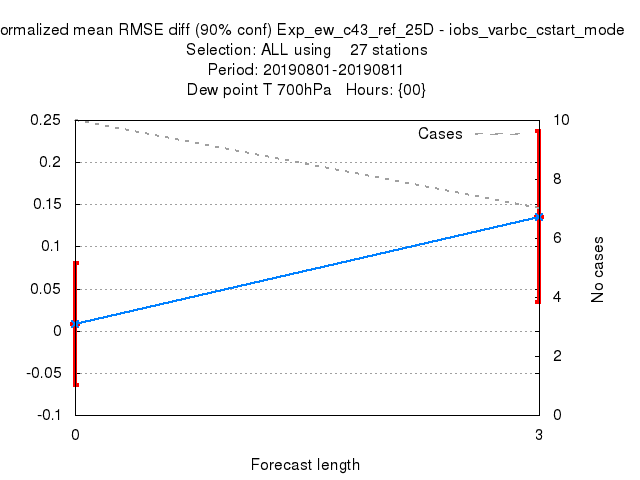 ormalized mean RMSE diff (90% conf) Exp_ew_c43_ref_25D - iobs_varbc_cstart_mode
Selection: ALL using 27 stations
Period: 20190801-20190811
Dew point T 700hPa Hours: {00}
Cases
0.25
0.2
0.15
0.1
0.05
0
-0.05
-0.1
10
8
6
4
2
0
No cases
0
3
Forecast length